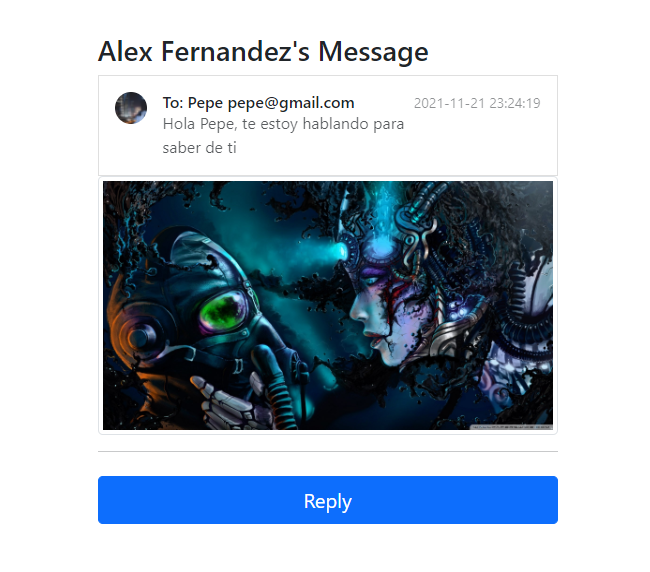 Alex Fernandez's Message
To: Pepe pepe@gmail.com
2021-11-21 23:24:19
Hola Pepe, te estoy hablando para
saber de ti
Reply